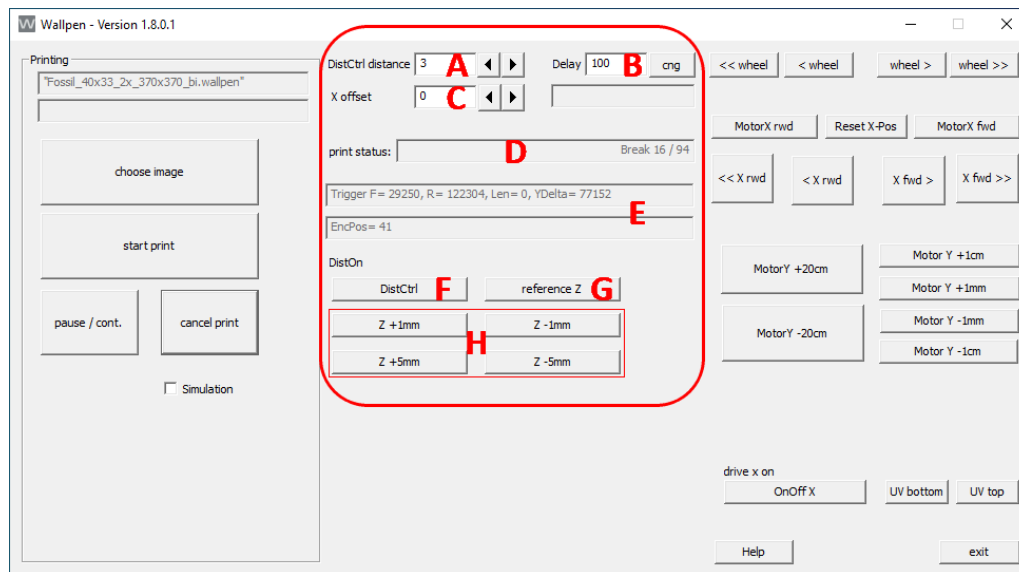 Wallpen - Version 1.8.0.1
Printing
"Fossil_40x33_2x_370x370_bi.wallpen"
choose image
start print
pause / cont.
cancel print
Simulation
DistCtrl distance 3 A
Delay 100 B cng
X offset 0 C
print status: D Break 16 / 94
Trigger F= 29250, R= 122304, Len= 0, YDelta= 77152
E
EncPos= 41
DistOn
DistCtrl F
reference Z G
Z +1mm
Z -1mm
H
Z +5mm
Z -5mm
<< wheel
< wheel
wheel >
wheel >>
MotorX rwd
Reset X-Pos
MotorX fwd
<< X rwd
< X rwd
X fwd >
X fwd >>
MotorY +20cm
Motor Y +1cm
Motor Y +1mm
MotorY -20cm
Motor Y -1mm
Motor Y -1cm
drive x on
OnOff X
UV bottom
UV top
Help
exit